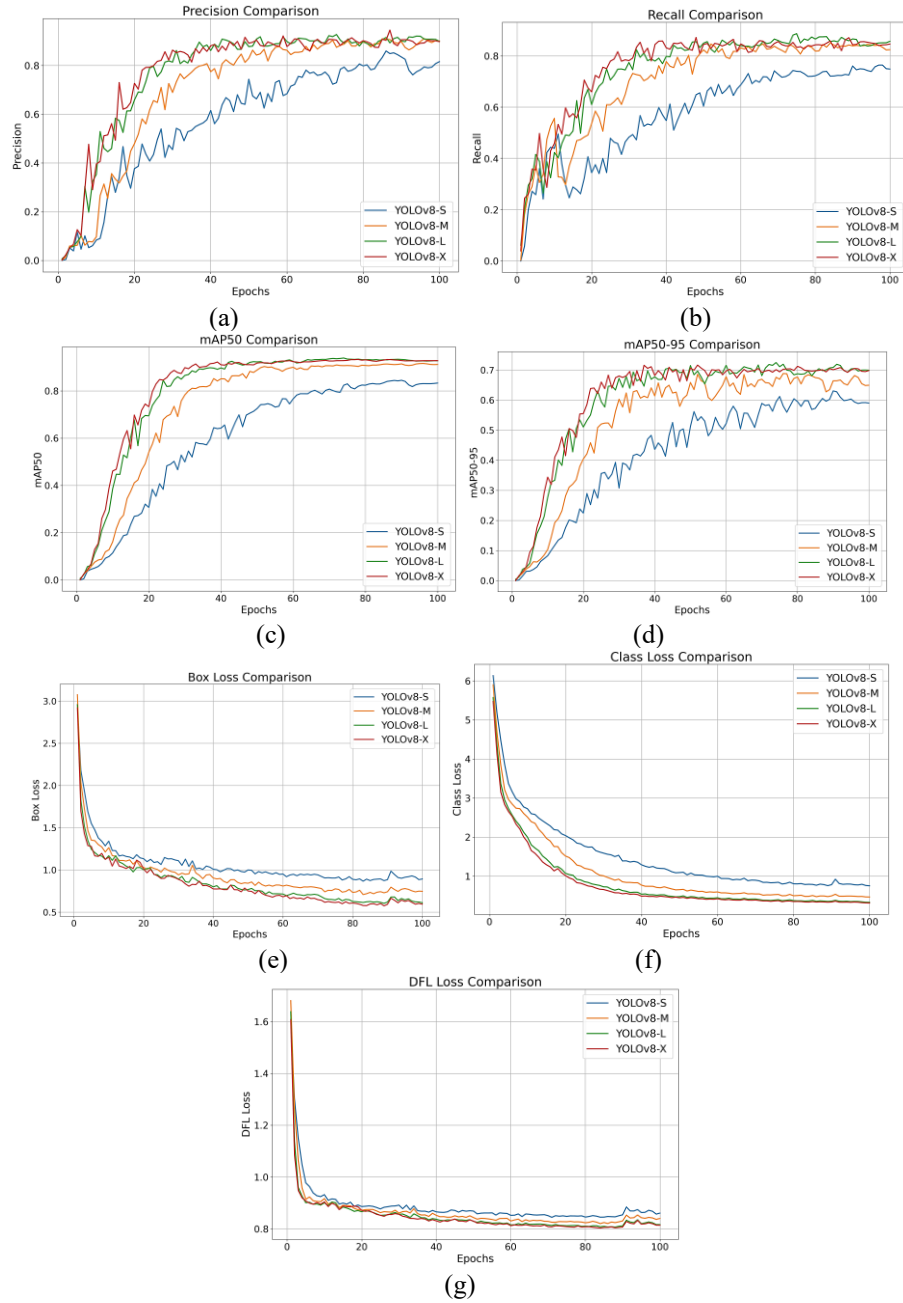 Precision Comparison
Precision
0.8
0.6
0.4
0.2
0.0
YOLOv8-S
YOLOv8-M
YOLOv8-L
YOLOv8-X
0 20 40 60 80 100
Epochs
(a)
Recall Comparison
Recall
0.8
0.6
0.4
0.2
0.0
YOLOv8-S
YOLOv8-M
YOLOv8-L
YOLOv8-X
0 20 40 60 80 100
Epochs
(b)
mAP50 Comparison
mAP50
0.8
0.6
0.4
0.2
0.0
YOLOv8-S
YOLOv8-M
YOLOv8-L
YOLOv8-X
0 20 40 60 80 100
Epochs
(c)
mAP50-95 Comparison
mAP50-95
0.7
0.6
0.5
0.4
0.3
0.2
0.1
0.0
YOLOv8-S
YOLOv8-M
YOLOv8-L
YOLOv8-X
0 20 40 60 80 100
Epochs
(d)
Box Loss Comparison
Box Loss
3.0
2.5
2.0
1.5
1.0
0.5
YOLOv8-S
YOLOv8-M
YOLOv8-L
YOLOv8-X
0 20 40 60 80 100
Epochs
(e)
Class Loss Comparison
Class Loss
6
5
4
3
2
1
YOLOv8-S
YOLOv8-M
YOLOv8-L
YOLOv8-X
0 20 40 60 80 100
Epochs
(f)
DFL Loss Comparison
DFL Loss
1.6
1.4
1.2
1.0
0.8
YOLOv8-S
YOLOv8-M
YOLOv8-L
YOLOv8-X
0 20 40 60 80 100
Epochs
(g)